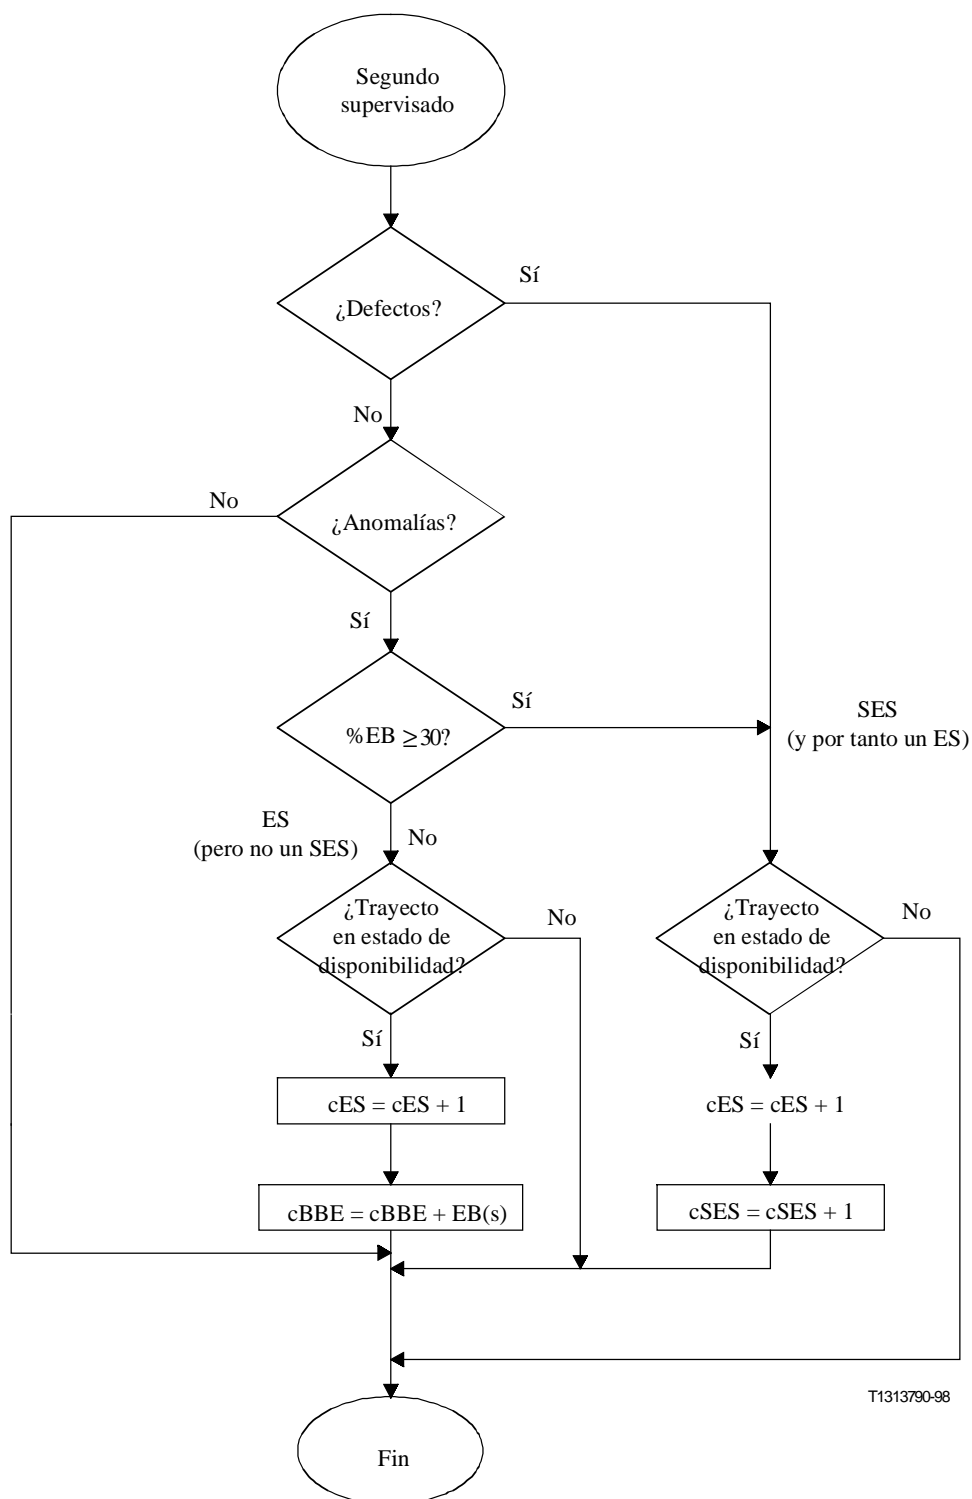 Segundo
supervisado
Sí
¿Defectos?
No
No
¿Anomalías?
Sí
Sí
%EB ≥30?
SES
(y por tanto un ES)
ES
(pero no un SES)
No
¿Trayecto
en estado de
disponibilidad?
No
¿Trayecto
en estado de
disponibilidad?
No
Sí
Sí
cES = cES + 1
cES = cES + 1
cBBE = cBBE + EB(s)
cSES = cSES + 1
T1313790-98
Fin